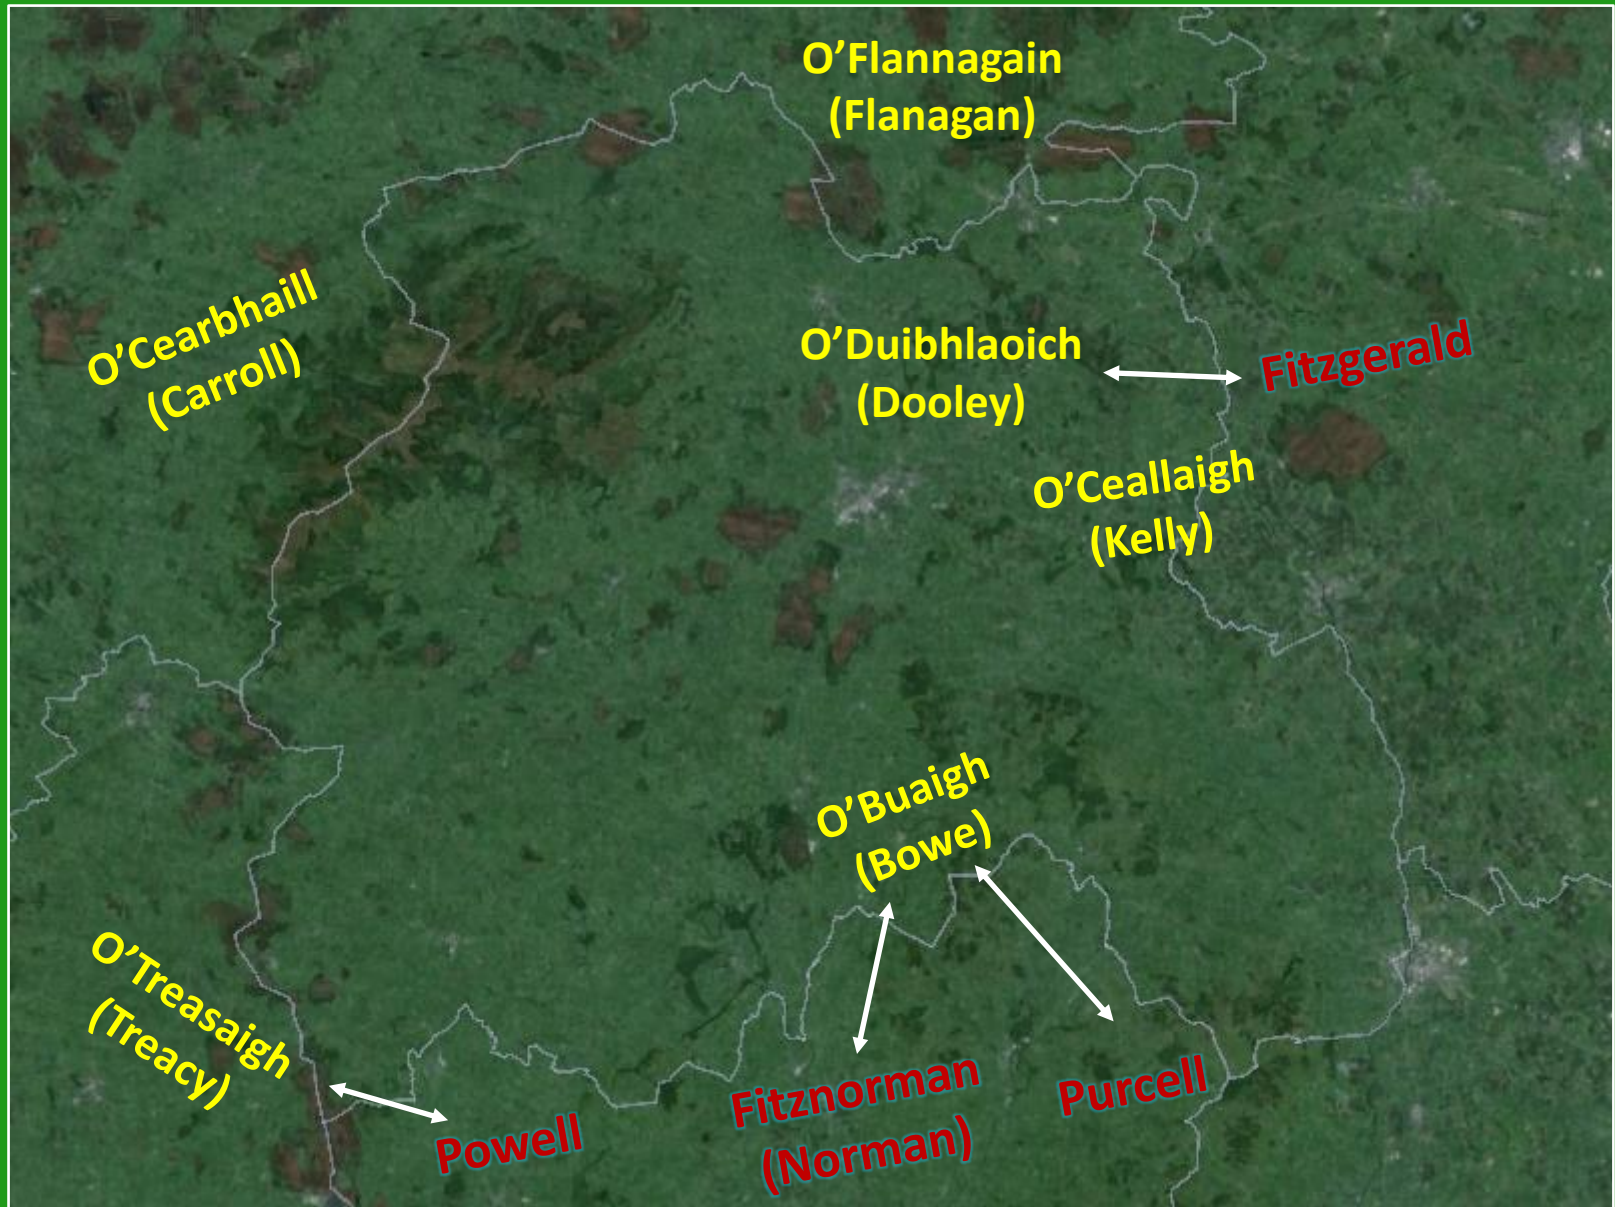 O’Flannagain
(Flanagan)
O’Cearbhaill
(Carroll)
O’Duibhlaoich
(Dooley)
Fitzgerald
O’Ceallaigh
(Kelly)
O’Buaigh
(Bowe)
O’Treasaigh
(Treacy)
Powell
Fitznorman
(Norman)
Purcell